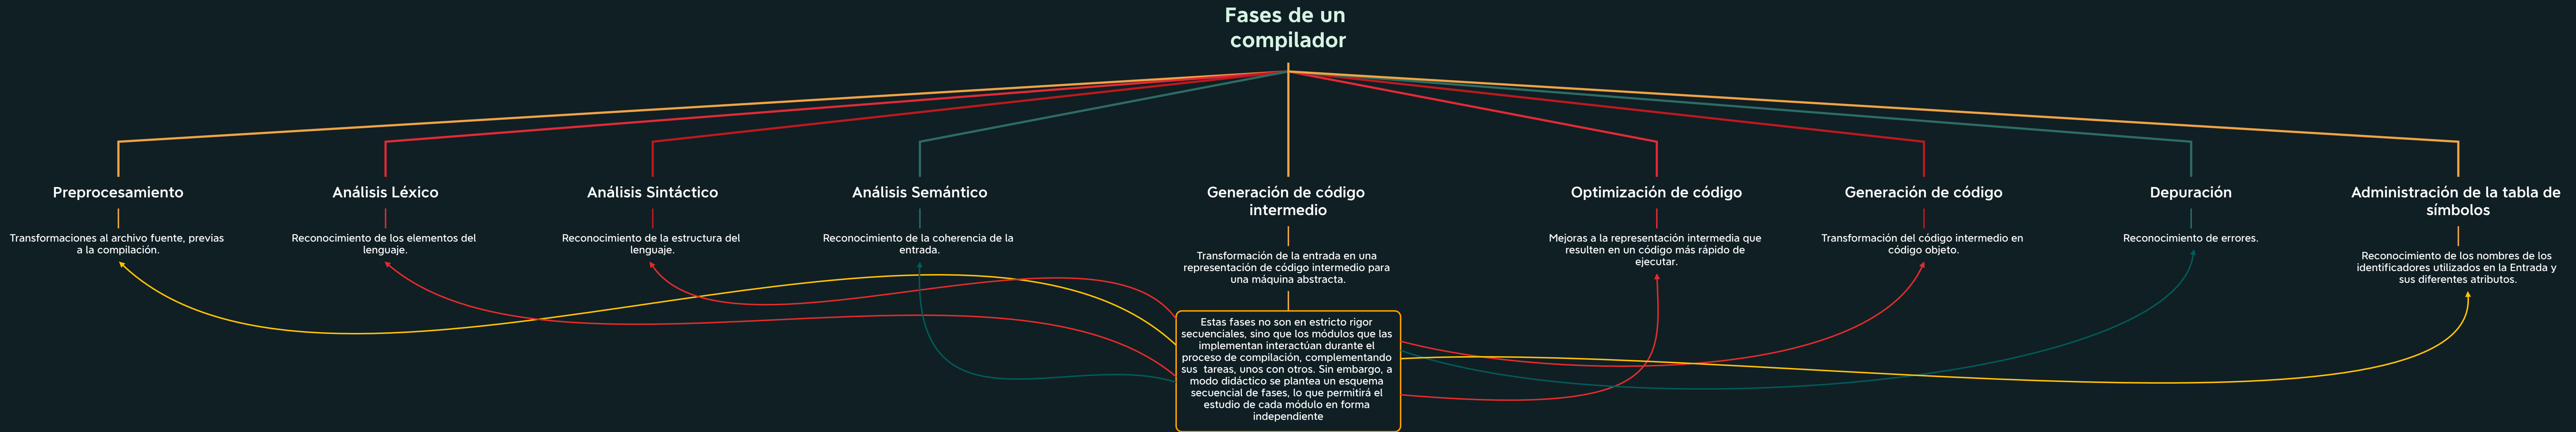 Fases de un
compilador
Preprocesamiento
Transformaciones al archivo fuente, previas
a la compilación.
Análisis Léxico
Reconocimiento de los elementos del
lenguaje.
Análisis Sintáctico
Reconocimiento de la estructura del
lenguaje.
Análisis Semántico
Reconocimiento de la coherencia de la
entrada.
Generación de código
intermedio
Transformación de la entrada en una
representación de código intermedio para
una máquina abstracta.
Estas fases no son en estricto rigor
secuenciales, sino que los módulos que las
implementan interactúan durante el
proceso de compilación, complementando
sus tareas, unos con otros. Sin embargo, a
modo didáctico se plantea un esquema
secuencial de fases, lo que permitirá el
estudio de cada módulo en forma
independiente
Optimización de código
Mejoras a la representación intermedia que
resulten en un código más rápido de
ejecutar.
Generación de código
Transformación del código intermedio en
código objeto.
Depuración
Reconocimiento de errores.
Administración de la tabla de
símbolos
Reconocimiento de los nombres de los
identificadores utilizados en la Entrada y
sus diferentes atributos.